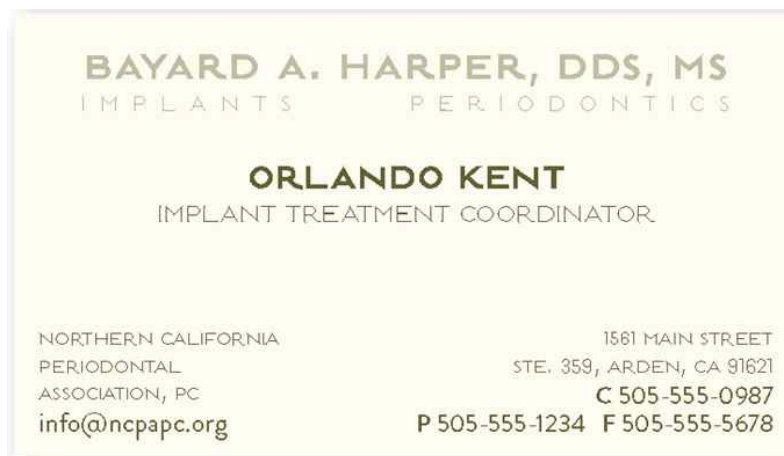 BAYARD A. HARPER, DDS, MS
IMPLANTS PERIODONTICS
ORLANDO KENT
IMPLANT TREATMENT COORDINATOR
NORTHERN CALIFORNIA
PERIODONTAL
ASSOCIATION, PC
info@ncpapc.org
1561 MAIN STREET
STE. 359, ARDEN, CA 91621
C 505-555-0987
P 505-555-1234 F 505-555-5678